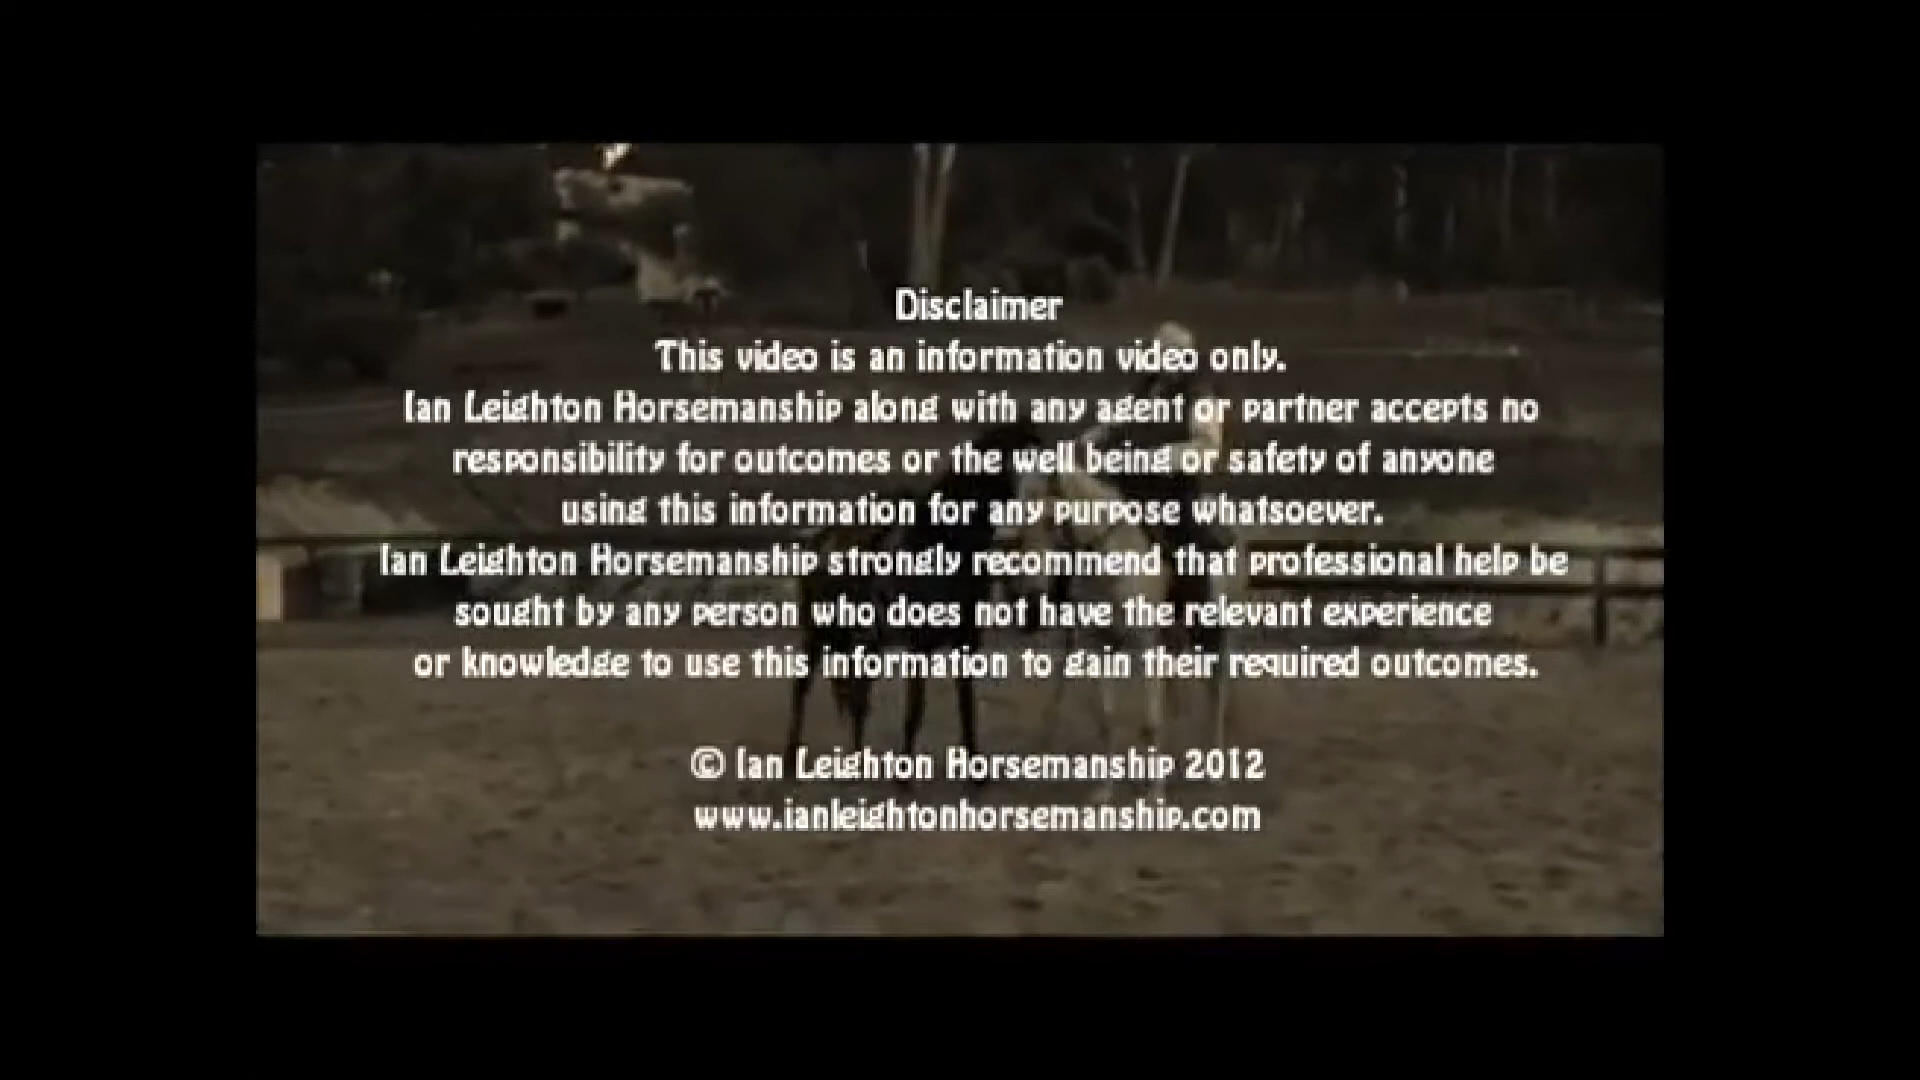 Disclaimer
This video is an information video only.
Ian Leighton Horsemanship along with any agent or partner accepts no
responsibility for outcomes or the well being or safety of anyone
using this information for any purpose whatsoever.
Ian Leighton Horsemanship strongly recommend that professional help be
sought by any person who does not have the relevant experience
or knowledge to use this information to gain their required outcomes.
© Ian Leighton Horsemanship 2012
www.ianleightonhorsemanship.com